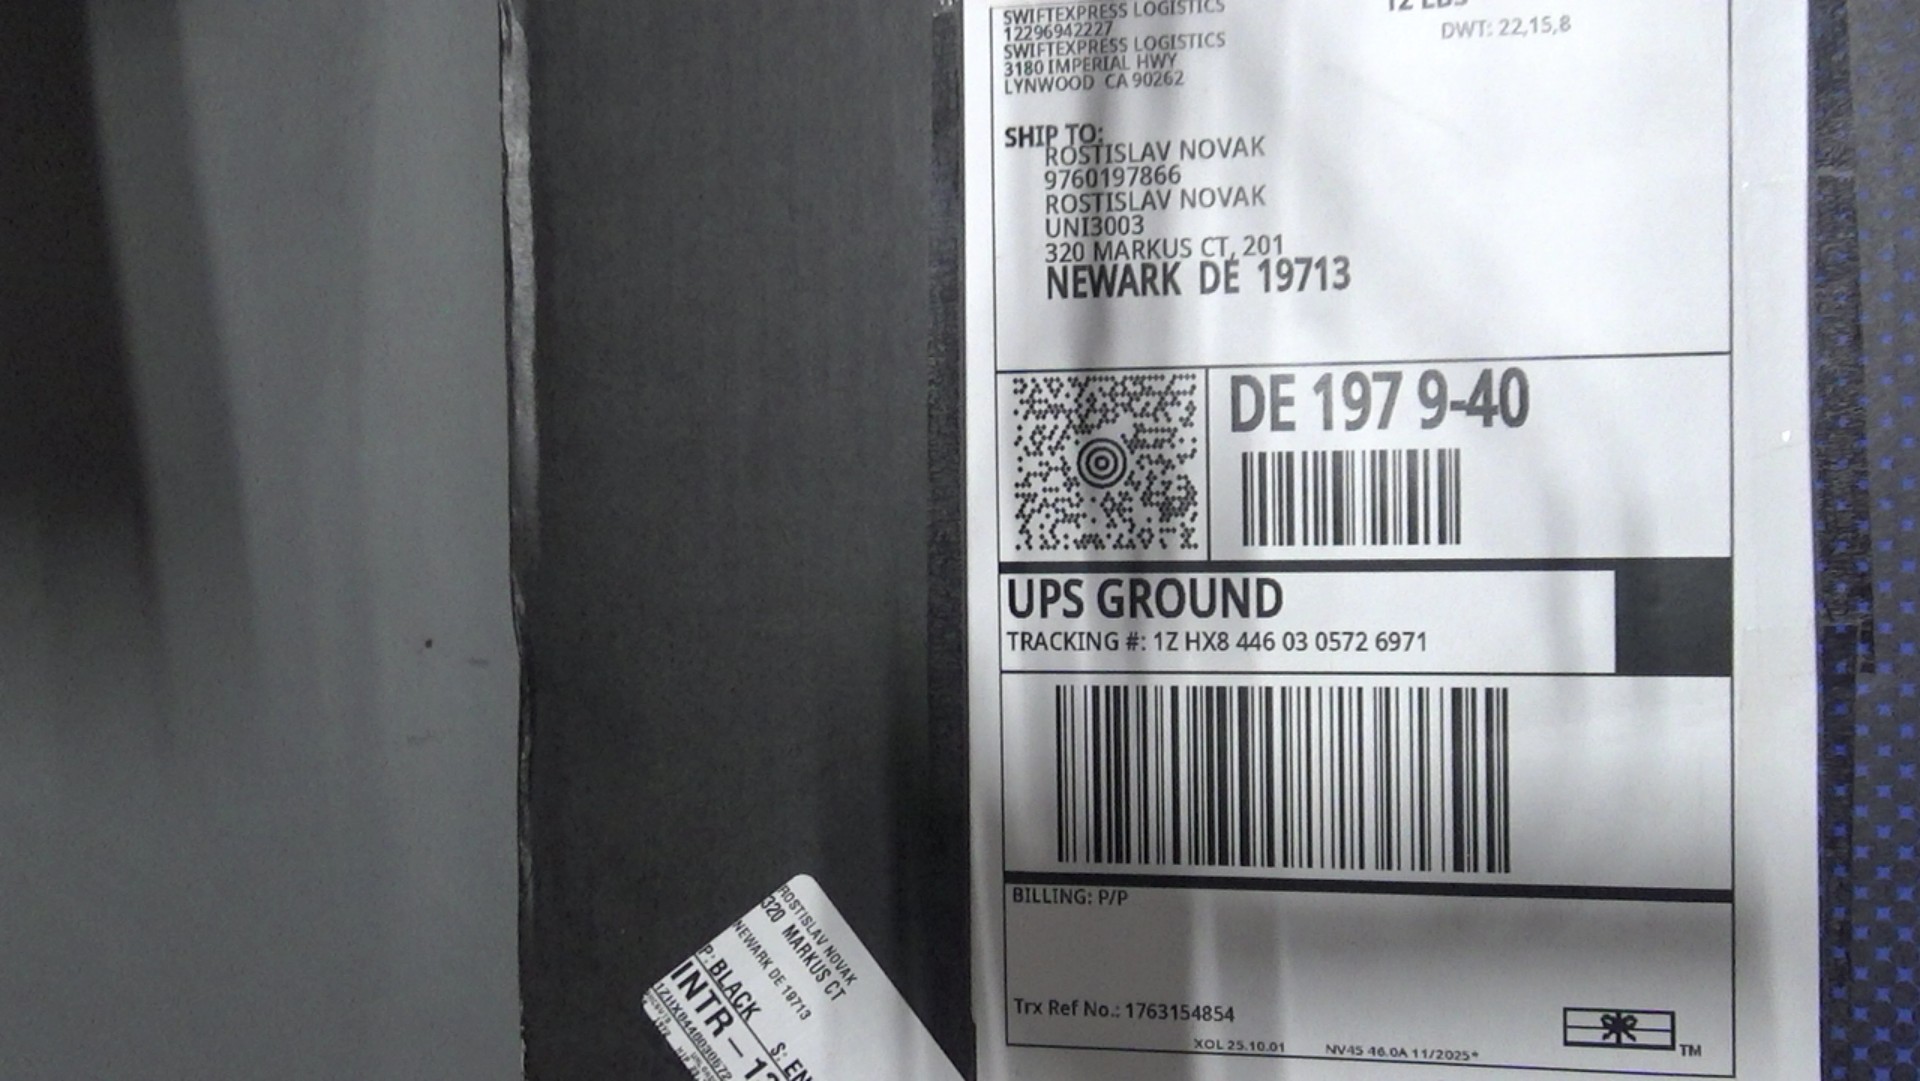 SWIFTEXPRESS LOGISTICS
12296942227
SWIFTEXPRESS LOGISTICS
3180 IMPERIAL HWY
LYNWOOD CA 90262
12 LBS
DWT: 22,15,8
SHIP TO:
ROSTISLAV NOVAK
9760197866
ROSTISLAV NOVAK
UNI3003
320 MARKUS CT, 201
NEWARK DE 19713
DE 197 9-40
UPS GROUND
TRACKING #: 1Z HX8 446 03 0572 6971
BILLING: P/P
Trx Ref No.: 1763154854
XOL 25.10.01
NV45 46.0A 11/2025*
TM
ROSTISLAV NOVAK
320 MARKUS CT
NEWARK DE 19713
P: BLACK
INTR –